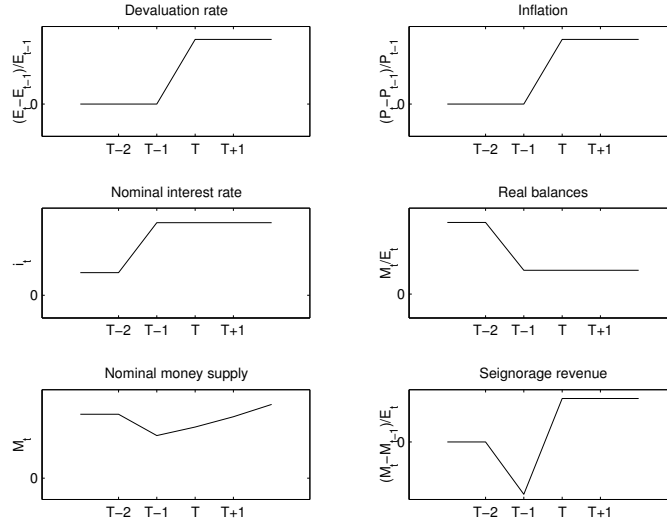 Devaluation rate
(E_t−E_{t−1})/E_{t−1}
0
T−2 T−1 T T+1
Inflation
(P_t−P_{t−1})/P_{t−1}
0
T−2 T−1 T T+1
Nominal interest rate
i_t
0
T−2 T−1 T T+1
Real balances
M_t/E_t
0
T−2 T−1 T T+1
Nominal money supply
M_t
0
T−2 T−1 T T+1
Seignorage revenue
(M_t−M_{t−1})/E_t
0
T−2 T−1 T T+1